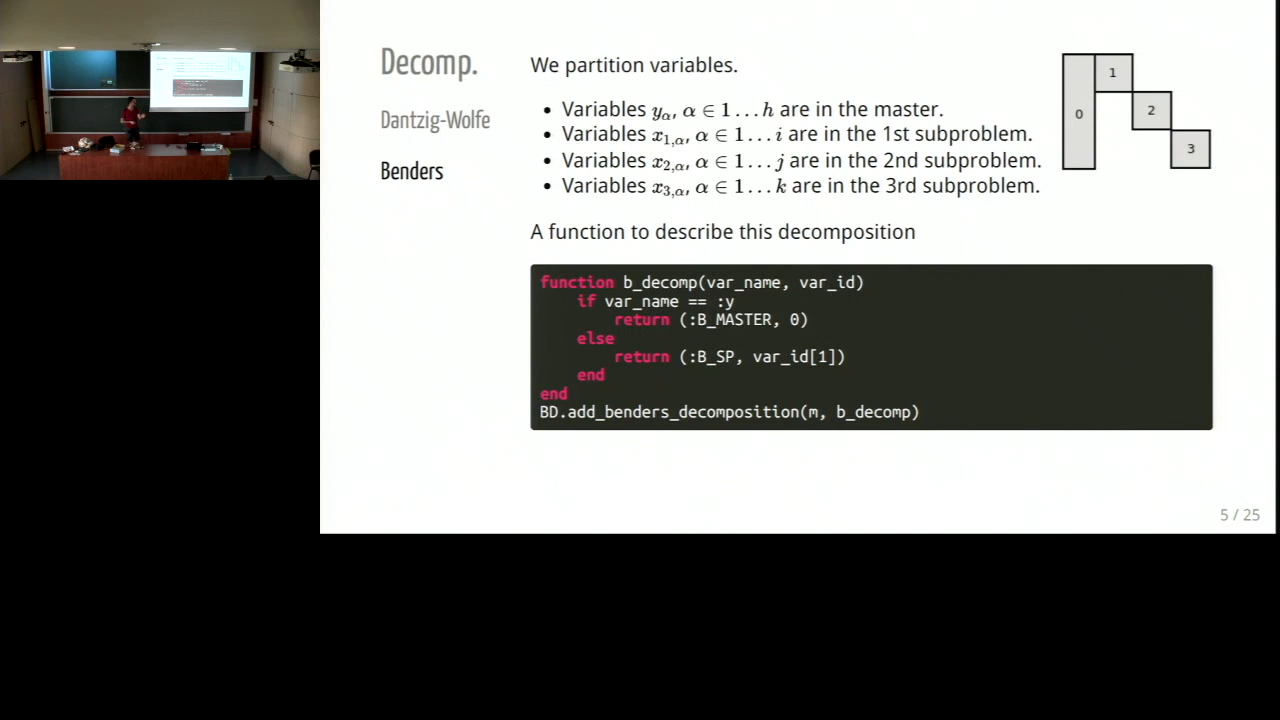 Decomp.
Dantzig-Wolfe
Benders
We partition variables.
• Variables y_α, α ∈ 1 … h are in the master.
• Variables x_{1,α}, α ∈ 1 … i are in the 1st subproblem.
• Variables x_{2,α}, α ∈ 1 … j are in the 2nd subproblem.
• Variables x_{3,α}, α ∈ 1 … k are in the 3rd subproblem.
0
1
2
3
A function to describe this decomposition
function b_decomp(var_name, var_id)
    if var_name == :y
        return (:B_MASTER, 0)
    else
        return (:B_SP, var_id[1])
    end
end
BD.add_benders_decomposition(m, b_decomp)
5 / 25